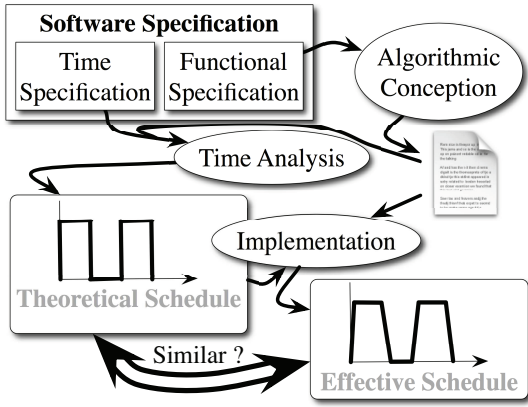 Software Specification
Time
Specification
Functional
Specification
Algorithmic
Conception
Time Analysis
Implementation
Theoretical Schedule
Similar ?
Effective Schedule